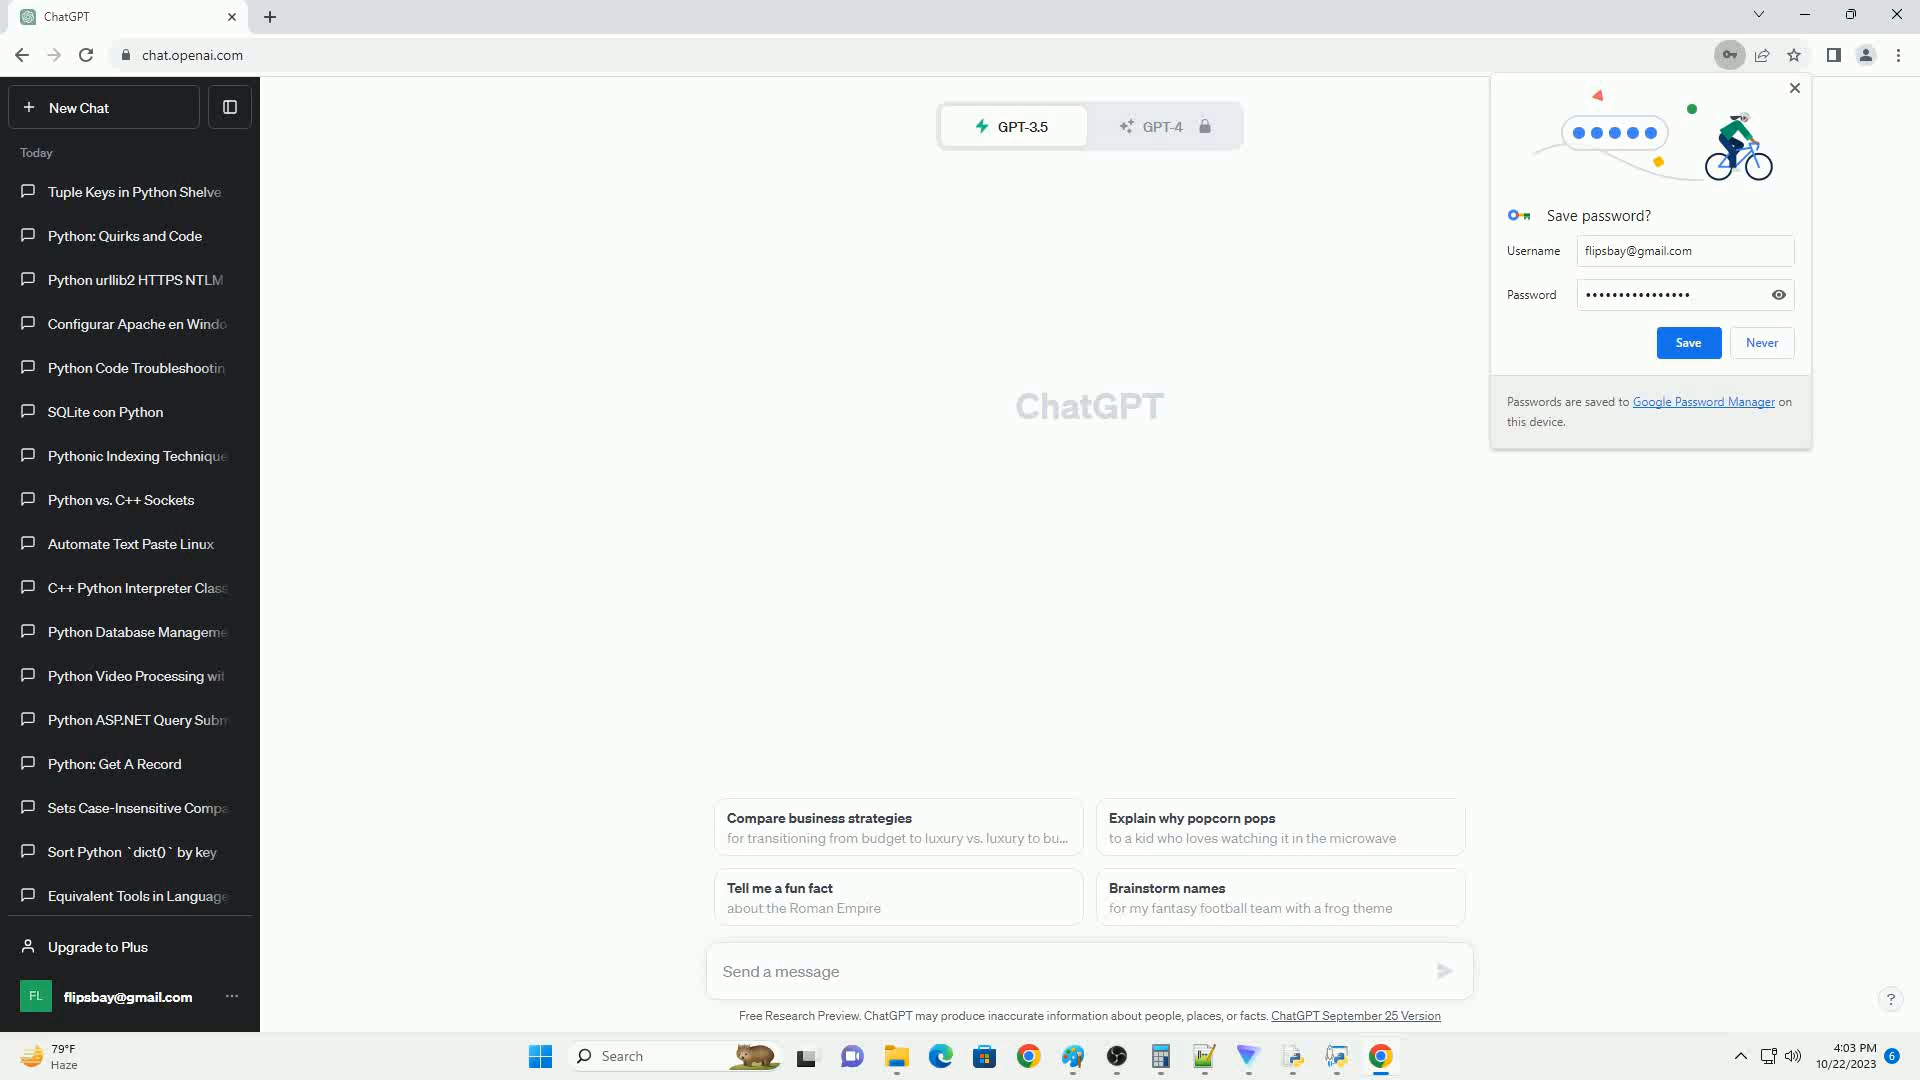 ChatGPT
chat.openai.com
New Chat
Today
Tuple Keys in Python Shelve
Python: Quirks and Code
Python urllib2 HTTPS NTLM
Configurar Apache en Windo
Python Code Troubleshootin
SQLite con Python
Pythonic Indexing Technique
Python vs. C++ Sockets
Automate Text Paste Linux
C++ Python Interpreter Class
Python Database Manageme
Python Video Processing wit
Python ASP.NET Query Subm
Python: Get A Record
Sets Case-Insensitive Compa
Sort Python `dict()` by key
Equivalent Tools in Language
Upgrade to Plus
FL
flipsbay@gmail.com
GPT-3.5
GPT-4
ChatGPT
Compare business strategies
for transitioning from budget to luxury vs. luxury to bu...
Explain why popcorn pops
to a kid who loves watching it in the microwave
Tell me a fun fact
about the Roman Empire
Brainstorm names
for my fantasy football team with a frog theme
Send a message
Free Research Preview. ChatGPT may produce inaccurate information about people, places, or facts. ChatGPT September 25 Version
?
Save password?
Username
flipsbay@gmail.com
Password
••••••••••••••••
Save
Never
Passwords are saved to Google Password Manager on
this device.
79°F
Haze
Search
4:03 PM
10/22/2023
6